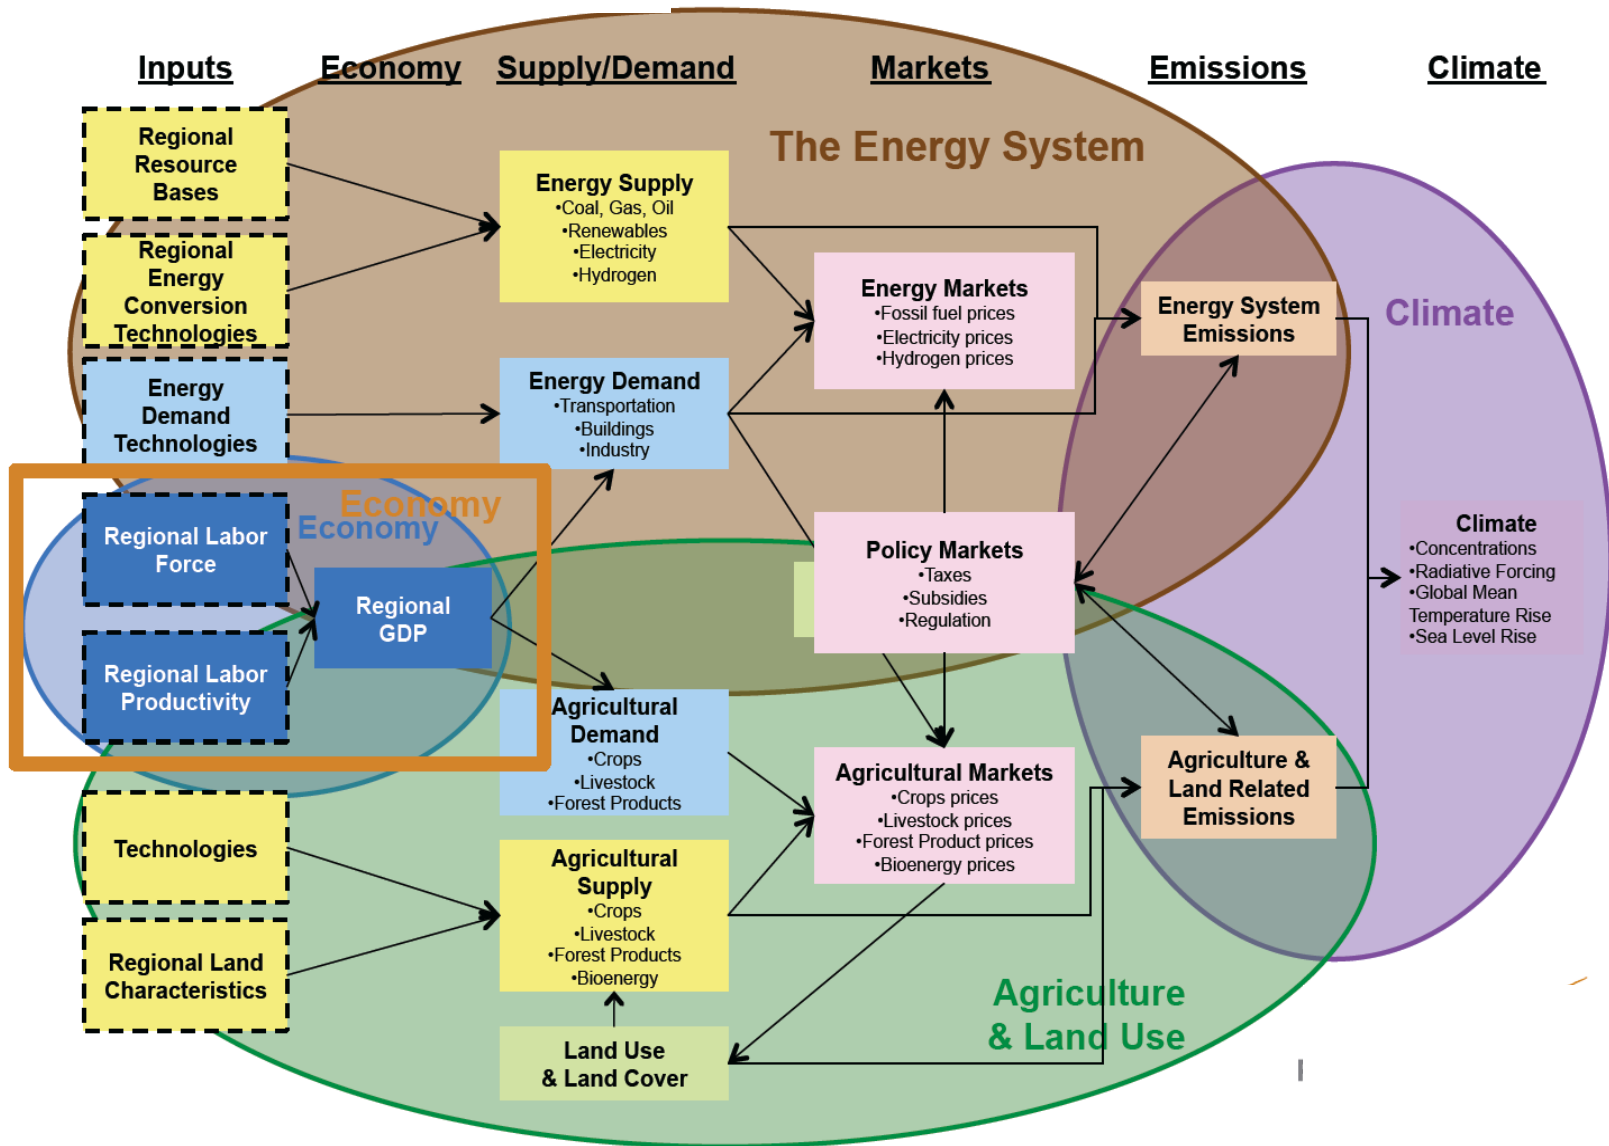 Inputs
Economy
Supply/Demand
Markets
Emissions
Climate
The Energy System
Regional
Resource
Bases
Regional
Energy
Conversion
Technologies
Energy
Demand
Technologies
Economy
Economy
Regional Labor
Force
Regional Labor
Productivity
Regional
GDP
Technologies
Regional Land
Characteristics
Energy Supply
•Coal, Gas, Oil
•Renewables
•Electricity
•Hydrogen
Energy Demand
•Transportation
•Buildings
•Industry
Agricultural
Demand
•Crops
•Livestock
•Forest Products
Agricultural
Supply
•Crops
•Livestock
•Forest Products
•Bioenergy
Land Use
& Land Cover
Energy Markets
•Fossil fuel prices
•Electricity prices
•Hydrogen prices
Policy Markets
•Taxes
•Subsidies
•Regulation
Agricultural Markets
•Crops prices
•Livestock prices
•Forest Product prices
•Bioenergy prices
Energy System
Emissions
Agriculture &
Land Related
Emissions
Agriculture
& Land Use
Climate
Climate
•Concentrations
•Radiative Forcing
•Global Mean
Temperature Rise
•Sea Level Rise